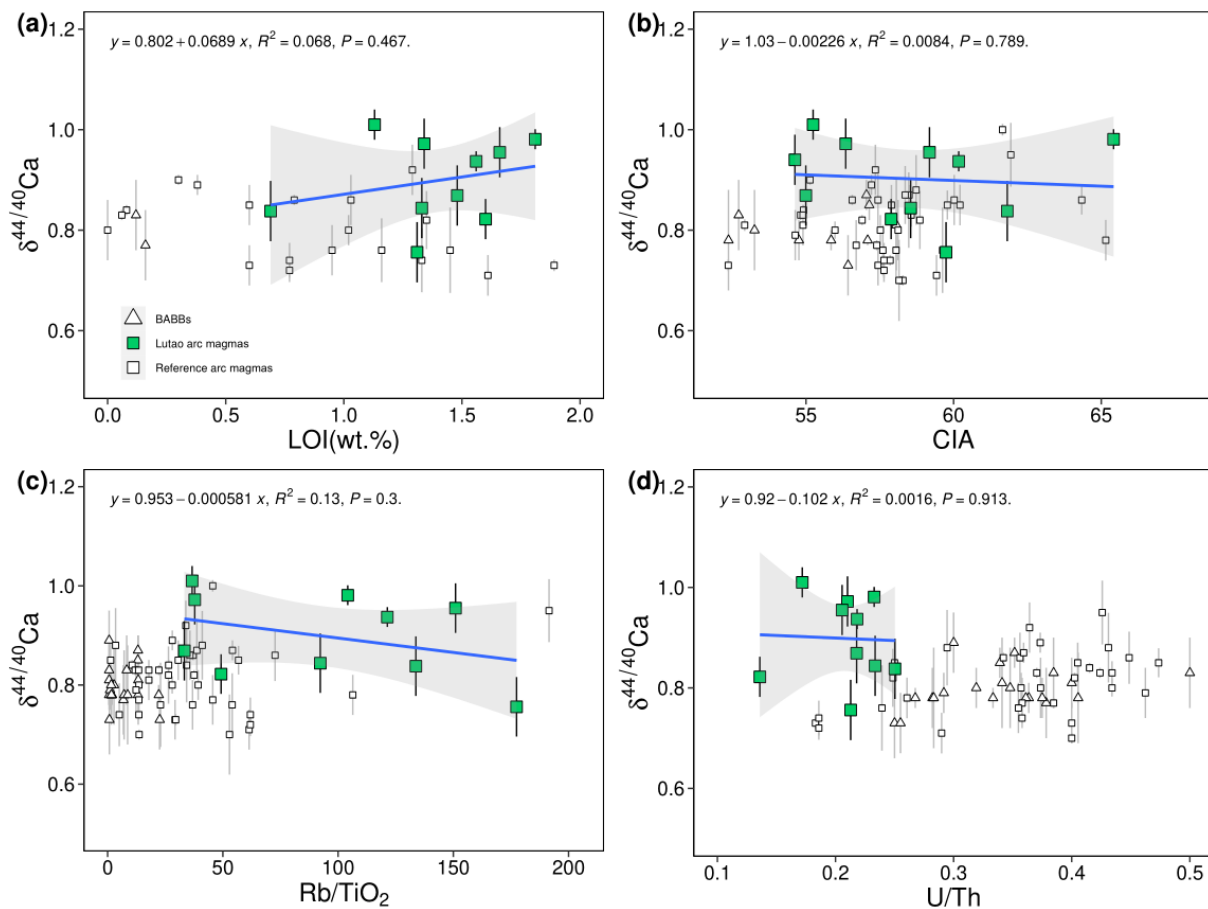 (a)
y = 0.802 + 0.0689 x, R² = 0.068, P = 0.467.
1.2
1.0
0.8
0.6
δ⁴⁴/⁴⁰Ca
BABBs
Lutao arc magmas
Reference arc magmas
0.0 0.5 1.0 1.5 2.0
LOI(wt.%)
(b)
y = 1.03 − 0.00226 x, R² = 0.0084, P = 0.789.
1.2
1.0
0.8
0.6
δ⁴⁴/⁴⁰Ca
55 60 65
CIA
(c)
y = 0.953 − 0.000581 x, R² = 0.13, P = 0.3.
1.2
1.0
0.8
0.6
δ⁴⁴/⁴⁰Ca
0 50 100 150 200
Rb/TiO₂
(d)
y = 0.92 − 0.102 x, R² = 0.0016, P = 0.913.
1.2
1.0
0.8
0.6
δ⁴⁴/⁴⁰Ca
0.1 0.2 0.3 0.4 0.5
U/Th